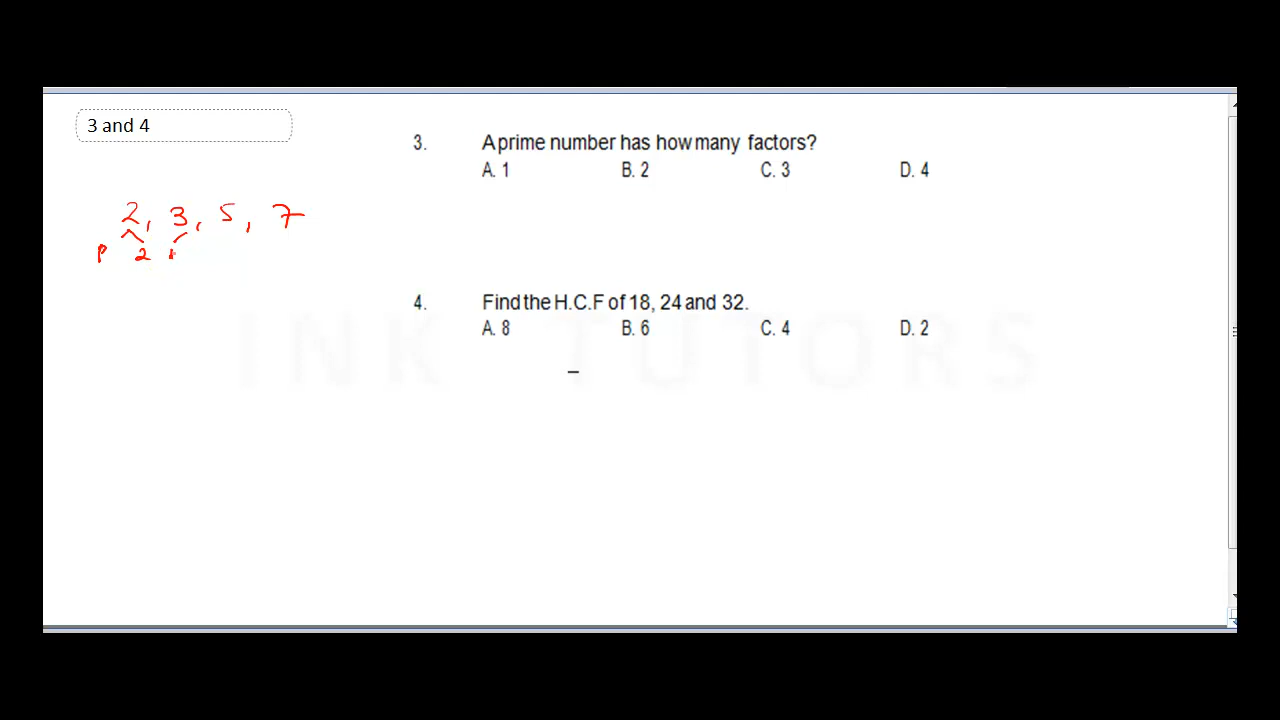 3 and 4
3. A prime number has how many factors?
A. 1 B. 2 C. 3 D. 4
2, 3, 5, 7
2
4. Find the H.C.F of 18, 24 and 32.
A. 8 B. 6 C. 4 D. 2
INK TUTORS